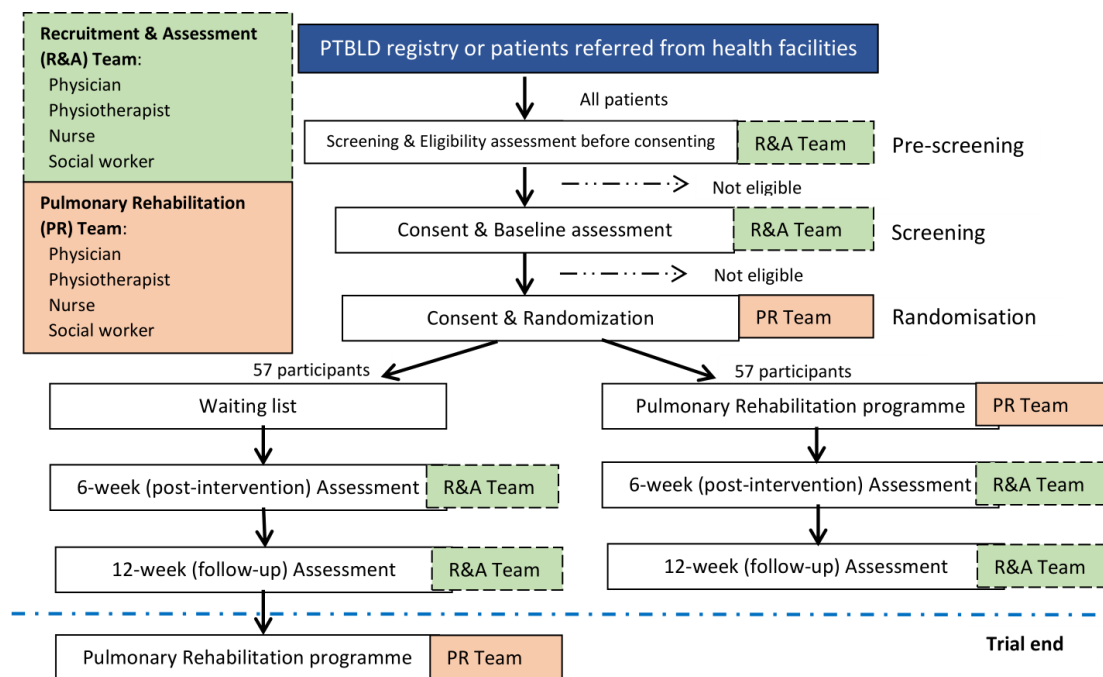 Recruitment & Assessment
(R&A) Team:
Physician
Physiotherapist
Nurse
Social worker
Pulmonary Rehabilitation
(PR) Team:
Physician
Physiotherapist
Nurse
Social worker
PTBLD registry or patients referred from health facilities
All patients
Screening & Eligibility assessment before consenting
R&A Team
Pre-screening
Not eligible
Consent & Baseline assessment
R&A Team
Screening
Not eligible
Consent & Randomization
PR Team
Randomisation
57 participants
57 participants
Waiting list
Pulmonary Rehabilitation programme
PR Team
6-week (post-intervention) Assessment
R&A Team
6-week (post-intervention) Assessment
R&A Team
12-week (follow-up) Assessment
R&A Team
12-week (follow-up) Assessment
R&A Team
Trial end
Pulmonary Rehabilitation programme
PR Team